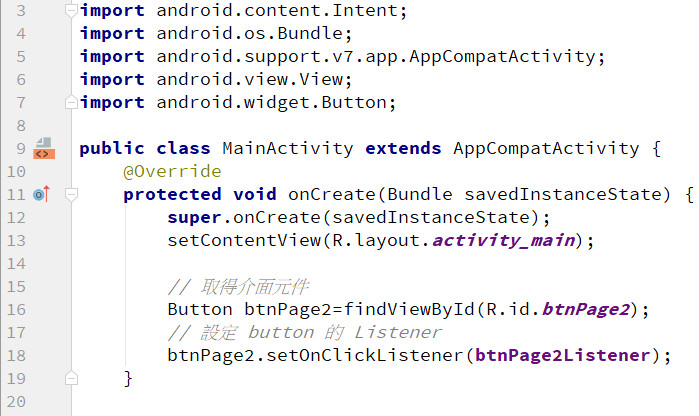 3 import android.content.Intent;
4 import android.os.Bundle;
5 import android.support.v7.app.AppCompatActivity;
6 import android.view.View;
7 import android.widget.Button;
8
9 public class MainActivity extends AppCompatActivity {
10     @Override
11     protected void onCreate(Bundle savedInstanceState) {
12         super.onCreate(savedInstanceState);
13         setContentView(R.layout.activity_main);
14
15         // 取得介面元件
16         Button btnPage2=findViewById(R.id.btnPage2);
17         // 設定 button 的 Listener
18         btnPage2.setOnClickListener(btnPage2Listener);
19     }
20